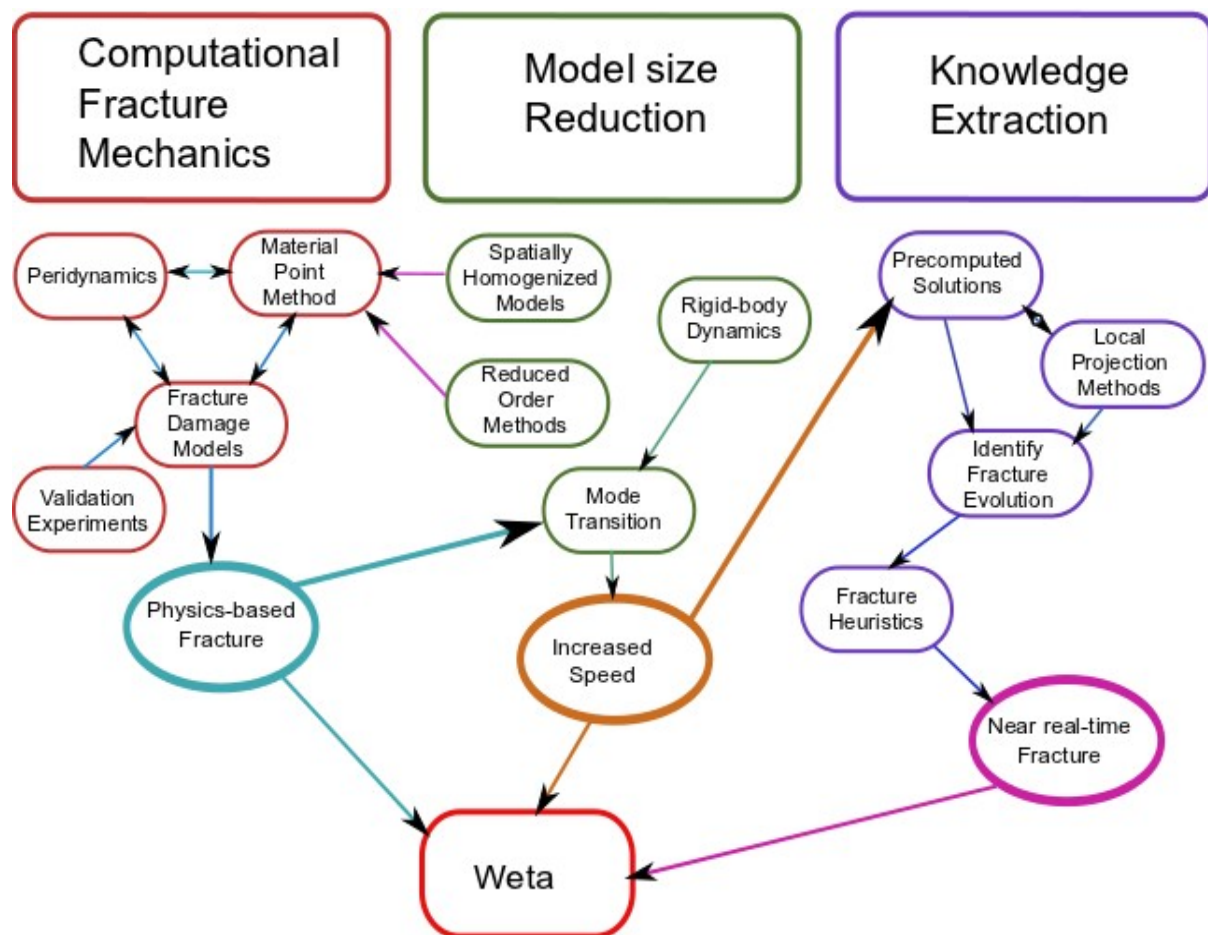 Computational
Fracture
Mechanics
Model size
Reduction
Knowledge
Extraction
Peridynamics
Material
Point
Method
Spatially
Homogenized
Models
Rigid-body
Dynamics
Precomputed
Solutions
Local
Projection
Methods
Fracture
Damage
Models
Reduced
Order
Methods
Identify
Fracture
Evolution
Validation
Experiments
Mode
Transition
Physics-based
Fracture
Increased
Speed
Fracture
Heuristics
Near real-time
Fracture
Weta